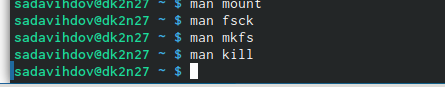 sadavihdov@dk2n27 ~ $ man mount
sadavihdov@dk2n27 ~ $ man fsck
sadavihdov@dk2n27 ~ $ man mkfs
sadavihdov@dk2n27 ~ $ man kill
sadavihdov@dk2n27 ~ $